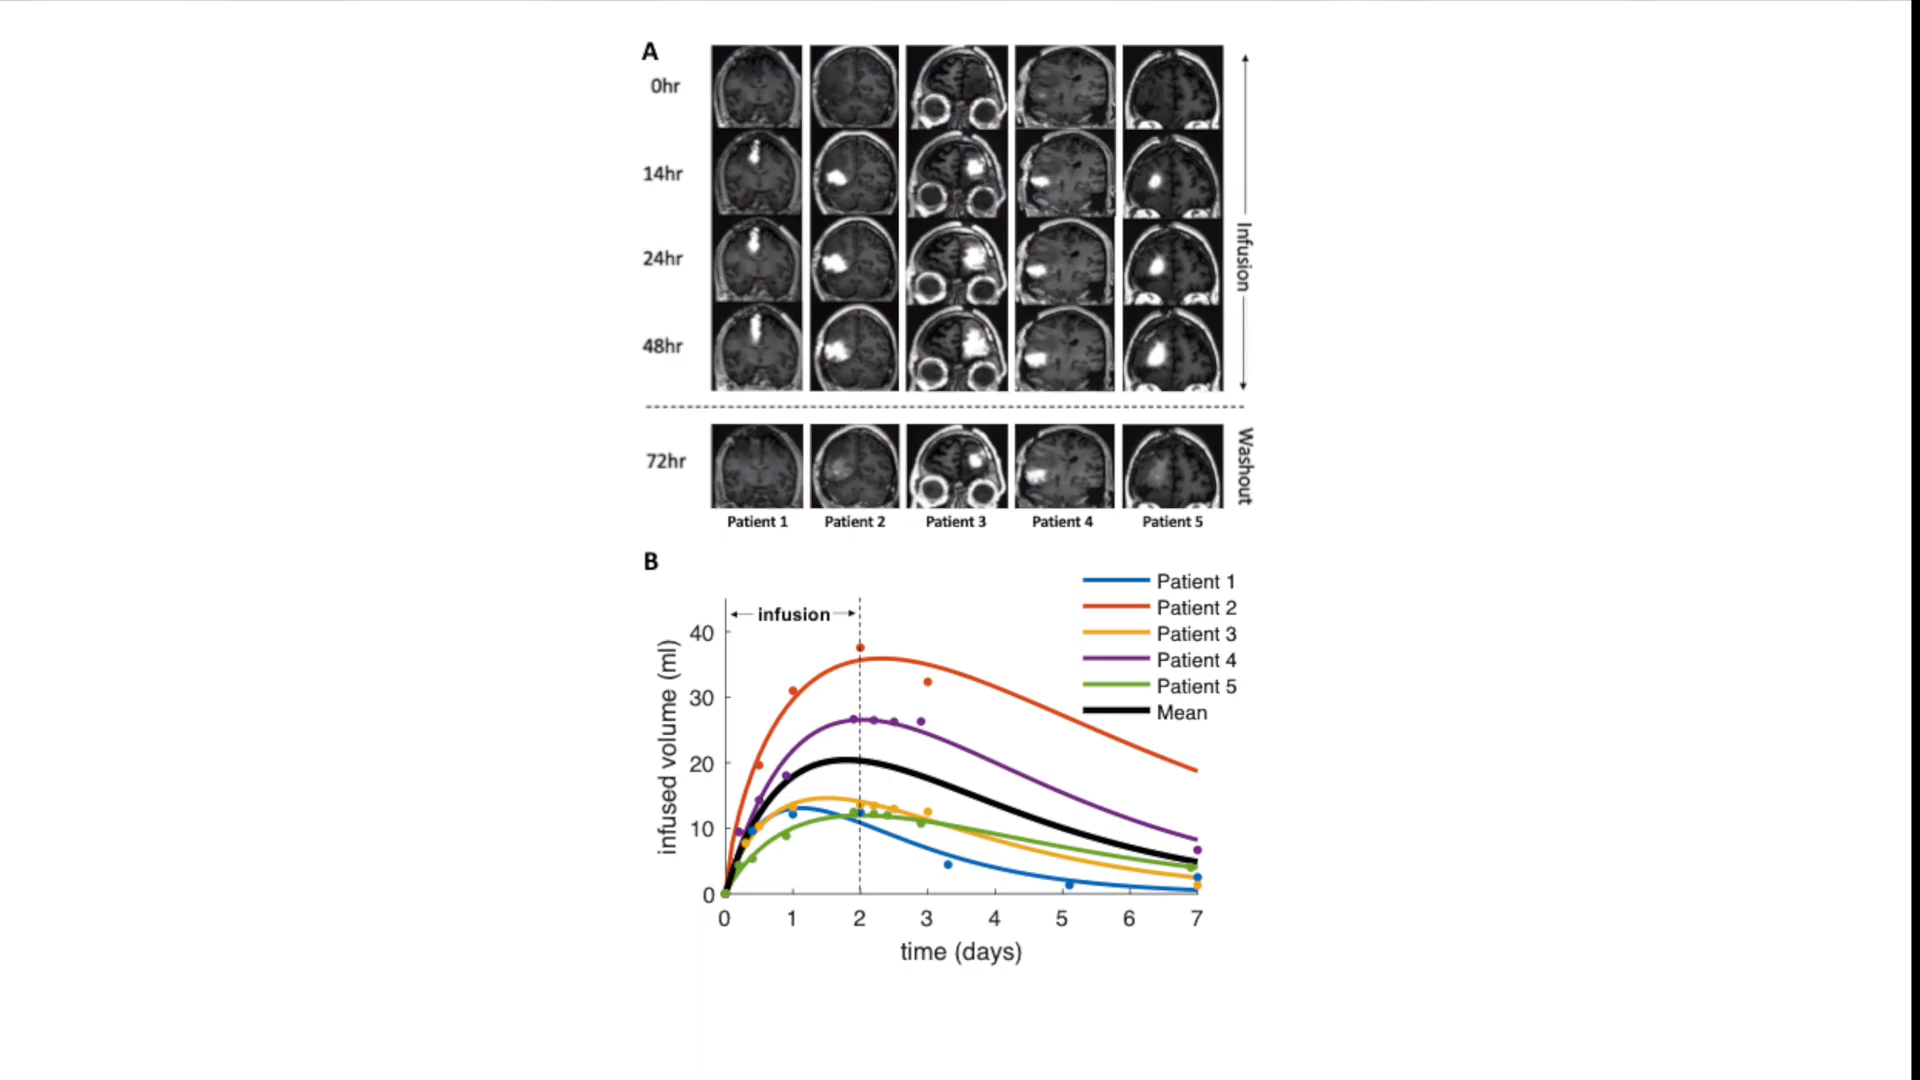 A
0hr
14hr
24hr
48hr
Infusion
72hr
Washout
Patient 1 Patient 2 Patient 3 Patient 4 Patient 5
B
Patient 1
Patient 2
Patient 3
Patient 4
Patient 5
Mean
infusion
infused volume (ml)
40
30
20
10
0
0 1 2 3 4 5 6 7
time (days)